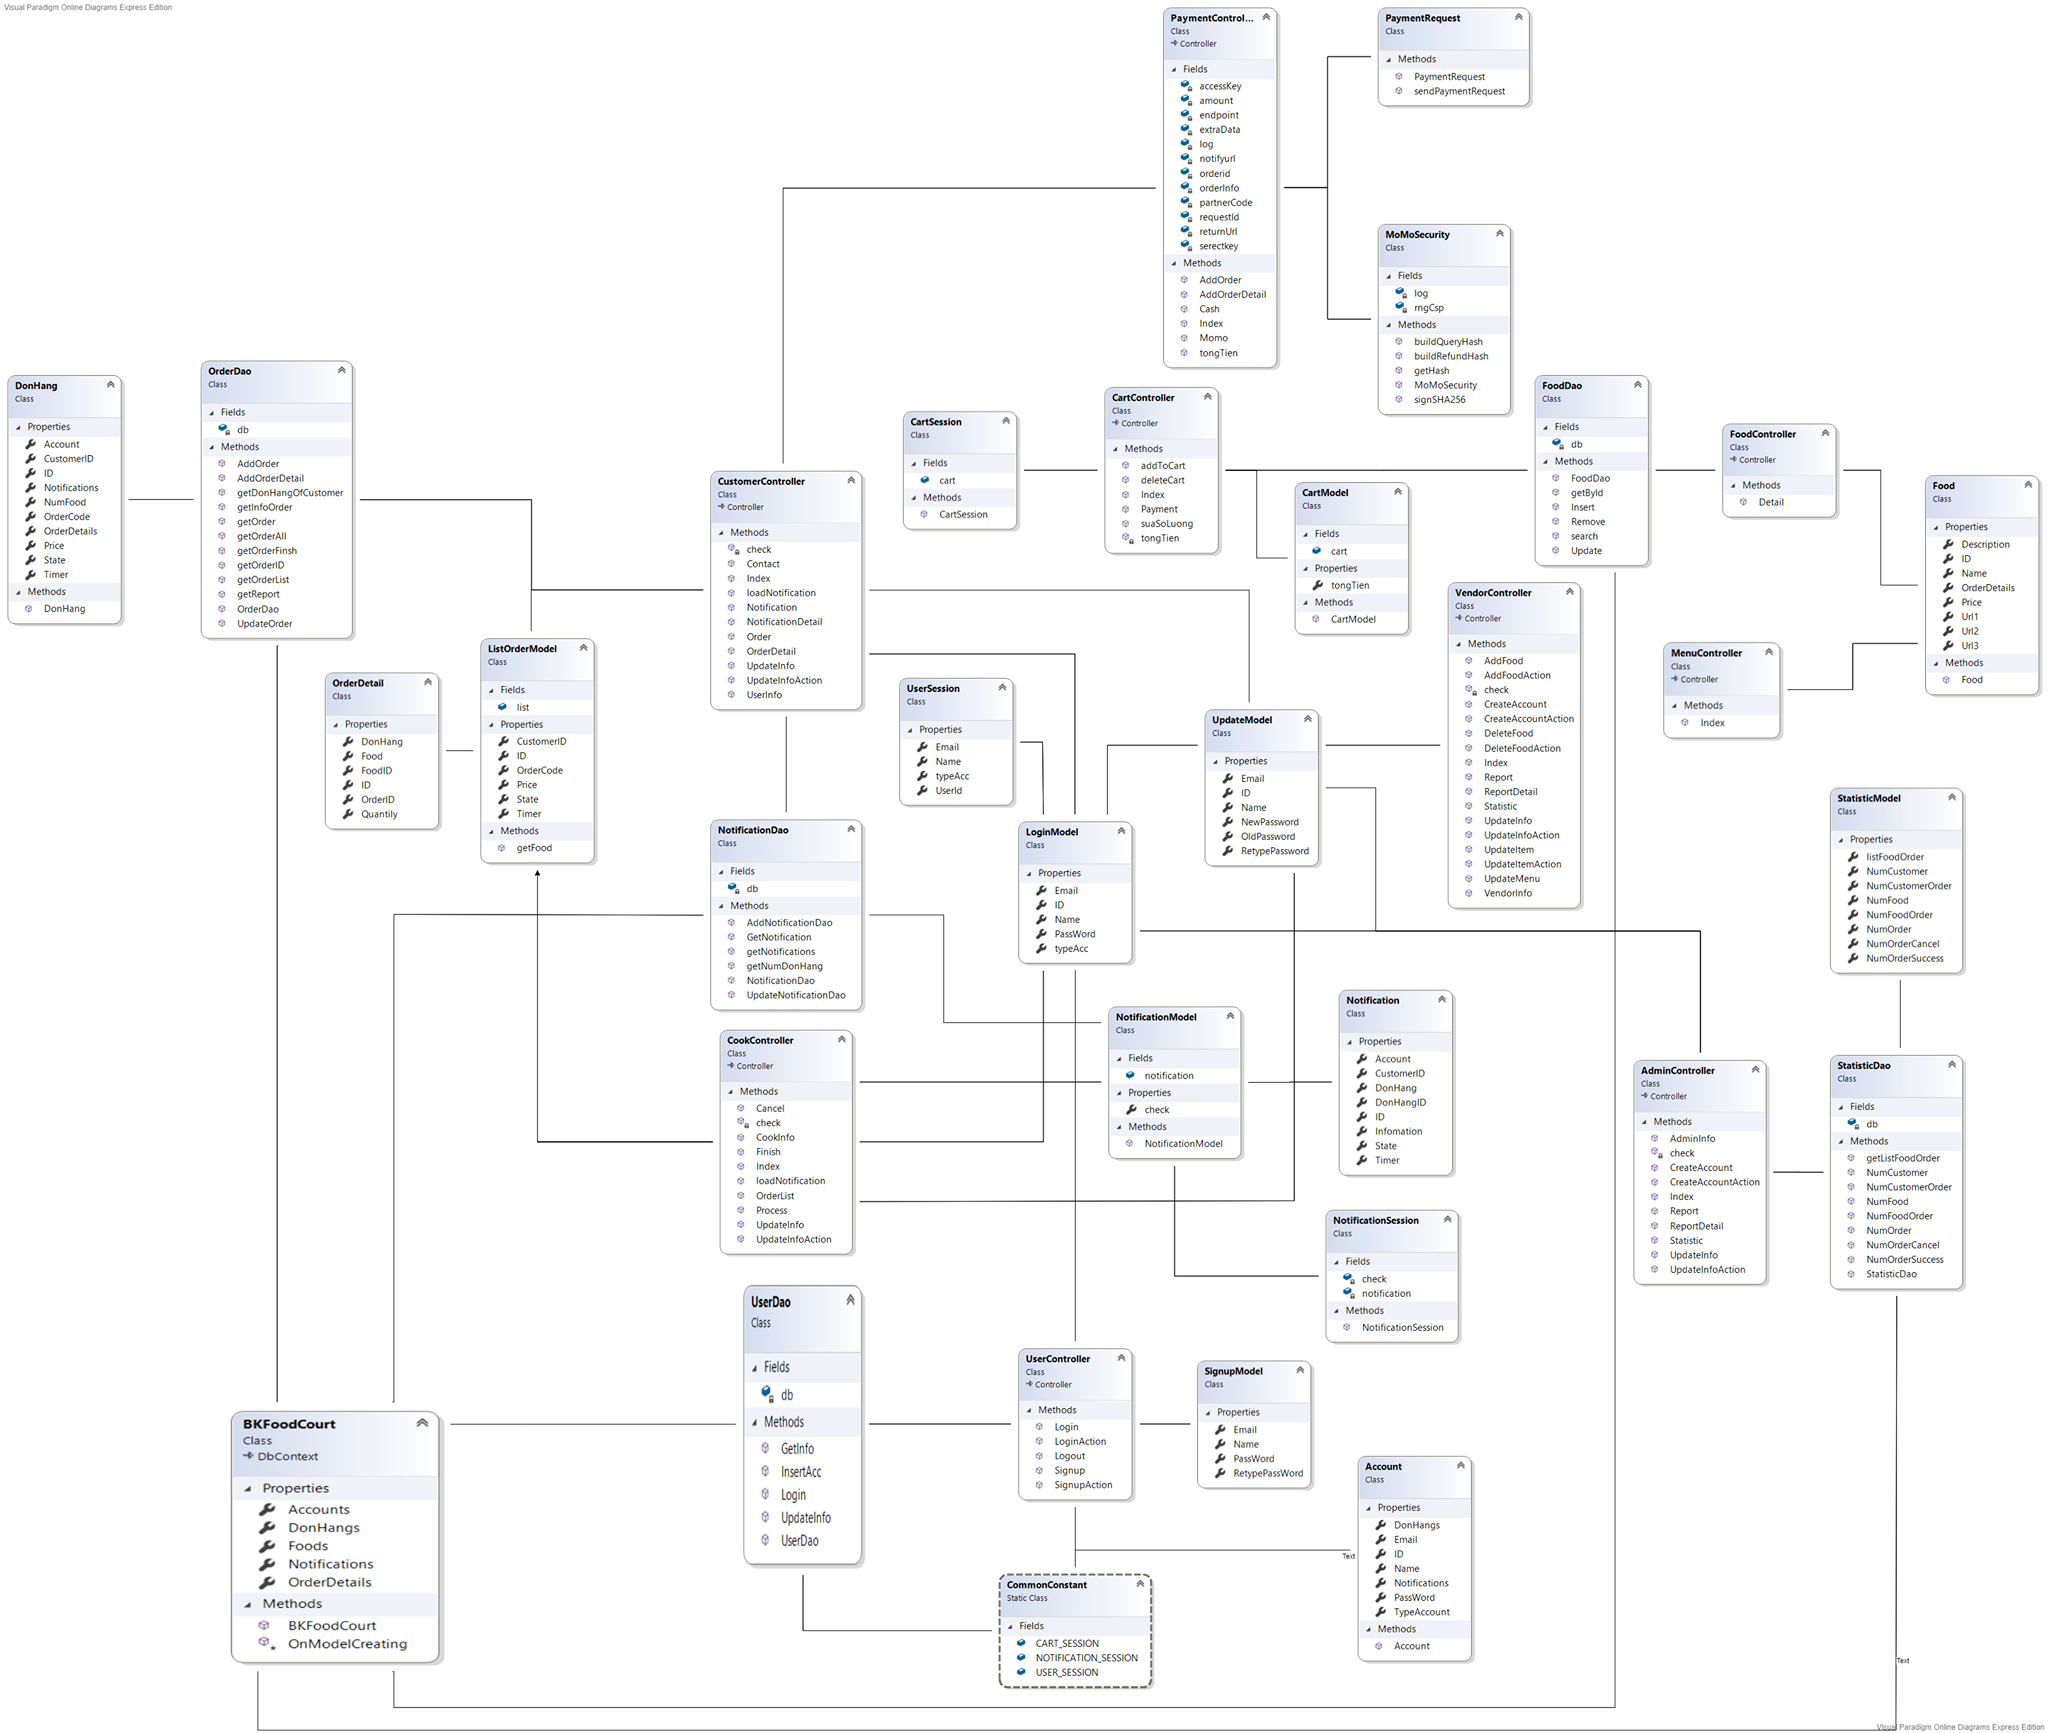 Visual Paradigm Online Diagrams Express Edition
PaymentControl...
Class
Controller
Fields
accessKey
amount
endpoint
extraData
log
notifyurl
orderid
orderInfo
partnerCode
requestId
returnUrl
serectkey
Methods
AddOrder
AddOrderDetail
Cash
Index
Momo
tongTien
PaymentRequest
Class
Methods
PaymentRequest
sendPaymentRequest
MoMoSecurity
Class
Fields
log
rngCsp
Methods
buildQueryHash
buildRefundHash
getHash
MoMoSecurity
signSHA256
DonHang
Class
Properties
Account
CustomerID
ID
Notifications
NumFood
OrderCode
OrderDetails
Price
State
Timer
Methods
DonHang
OrderDao
Class
Fields
db
Methods
AddOrder
AddOrderDetail
getDonHangOfCustomer
getInfoOrder
getOrder
getOrderAll
getOrderFinsh
getOrderID
getOrderList
getReport
OrderDao
UpdateOrder
CustomerController
Class
Controller
Methods
check
Contact
Index
loadNotification
Notification
NotificationDetail
Order
OrderDetail
UpdateInfo
UpdateInfoAction
UserInfo
CartSession
Class
Fields
cart
Methods
CartSession
CartController
Class
Controller
Methods
addToCart
deleteCart
Index
Payment
suaSoLuong
tongTien
CartModel
Class
Fields
cart
Properties
tongTien
Methods
CartModel
FoodDao
Class
Fields
db
Methods
FoodDao
getById
Insert
Remove
search
Update
FoodController
Class
Controller
Methods
Detail
Food
Class
Properties
Description
ID
Name
OrderDetails
Price
Url1
Url2
Url3
Methods
Food
MenuController
Class
Controller
Methods
Index
VendorController
Class
Controller
Methods
AddFood
AddFoodAction
check
CreateAccount
CreateAccountAction
DeleteFood
DeleteFoodAction
Index
Report
ReportDetail
Statistic
UpdateInfo
UpdateInfoAction
UpdateItem
UpdateItemAction
UpdateMenu
VendorInfo
OrderDetail
Class
Properties
DonHang
Food
FoodID
ID
OrderID
Quantily
ListOrderModel
Class
Fields
list
Properties
CustomerID
ID
OrderCode
Price
State
Timer
Methods
getFood
UserSession
Class
Properties
Email
Name
typeAcc
UserId
UpdateModel
Class
Properties
Email
ID
Name
NewPassword
OldPassword
RetypePassword
NotificationDao
Class
Fields
db
Methods
AddNotificationDao
GetNotification
getNotifications
getNumDonHang
NotificationDao
UpdateNotificationDao
LoginModel
Class
Properties
Email
ID
Name
PassWord
typeAcc
StatisticModel
Class
Properties
listFoodOrder
NumCustomer
NumCustomerOrder
NumFood
NumFoodOrder
NumOrder
NumOrderCancel
NumOrderSuccess
CookController
Class
Controller
Methods
Cancel
check
CookInfo
Finish
Index
loadNotification
OrderList
Process
UpdateInfo
UpdateInfoAction
NotificationModel
Class
Fields
notification
Properties
check
Methods
NotificationModel
Notification
Class
Properties
Account
CustomerID
DonHang
DonHangID
ID
Infomation
State
Timer
AdminController
Class
Controller
Methods
AdminInfo
check
CreateAccount
CreateAccountAction
Index
Report
ReportDetail
Statistic
UpdateInfo
UpdateInfoAction
StatisticDao
Class
Fields
db
Methods
getListFoodOrder
NumCustomer
NumCustomerOrder
NumFood
NumFoodOrder
NumOrder
NumOrderCancel
NumOrderSuccess
StatisticDao
NotificationSession
Class
Fields
check
notification
Methods
NotificationSession
UserDao
Class
Fields
db
Methods
GetInfo
InsertAcc
Login
UpdateInfo
UserDao
UserController
Class
Controller
Methods
Login
LoginAction
Logout
Signup
SignupAction
SignupModel
Class
Properties
Email
Name
PassWord
RetypePassWord
BKFoodCourt
Class
DbContext
Properties
Accounts
DonHangs
Foods
Notifications
OrderDetails
Methods
BKFoodCourt
OnModelCreating
Account
Class
Properties
DonHangs
Email
ID
Name
Notifications
PassWord
TypeAccount
Methods
Account
Text
CommonConstant
Static Class
Fields
CART_SESSION
NOTIFICATION_SESSION
USER_SESSION
Text
Visual Paradigm Online Diagrams Express Edition